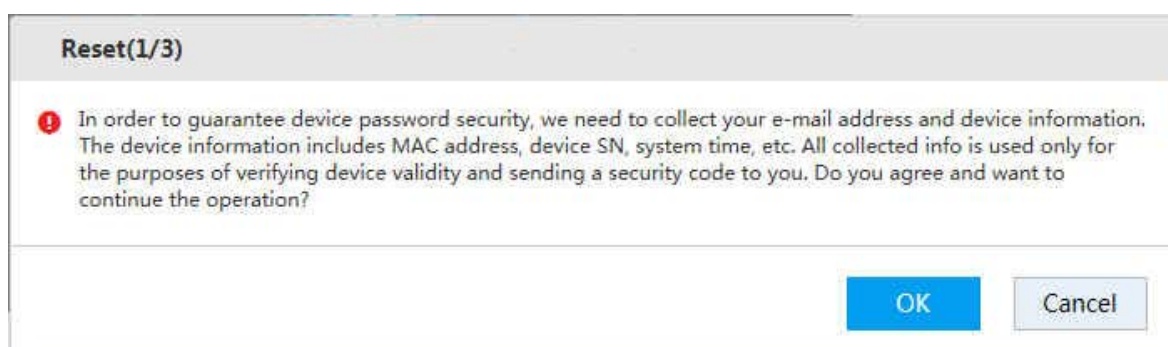 Reset(1/3)
In order to guarantee device password security, we need to collect your e-mail address and device information.
The device information includes MAC address, device SN, system time, etc. All collected info is used only for
the purposes of verifying device validity and sending a security code to you. Do you agree and want to
continue the operation?
OK
Cancel